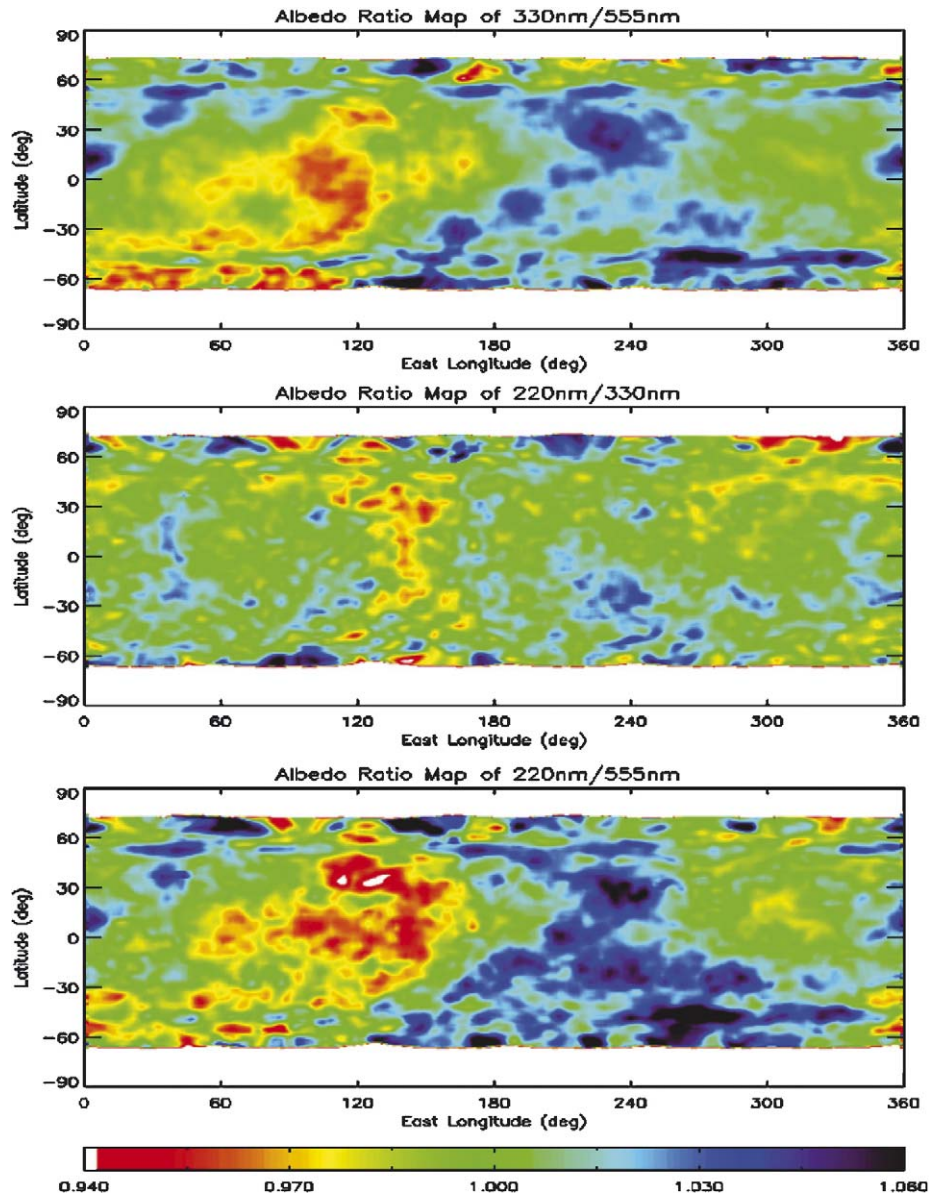 Albedo Ratio Map of 330nm/555nm
90
60
30
0
-30
-60
-90
Latitude (deg)
0 60 120 180 240 300 360
East Longitude (deg)
Albedo Ratio Map of 220nm/330nm
90
60
30
0
-30
-60
-90
Latitude (deg)
0 60 120 180 240 300 360
East Longitude (deg)
Albedo Ratio Map of 220nm/555nm
90
60
30
0
-30
-60
-90
Latitude (deg)
0 60 120 180 240 300 360
East Longitude (deg)
0.940 0.970 1.000 1.030 1.060